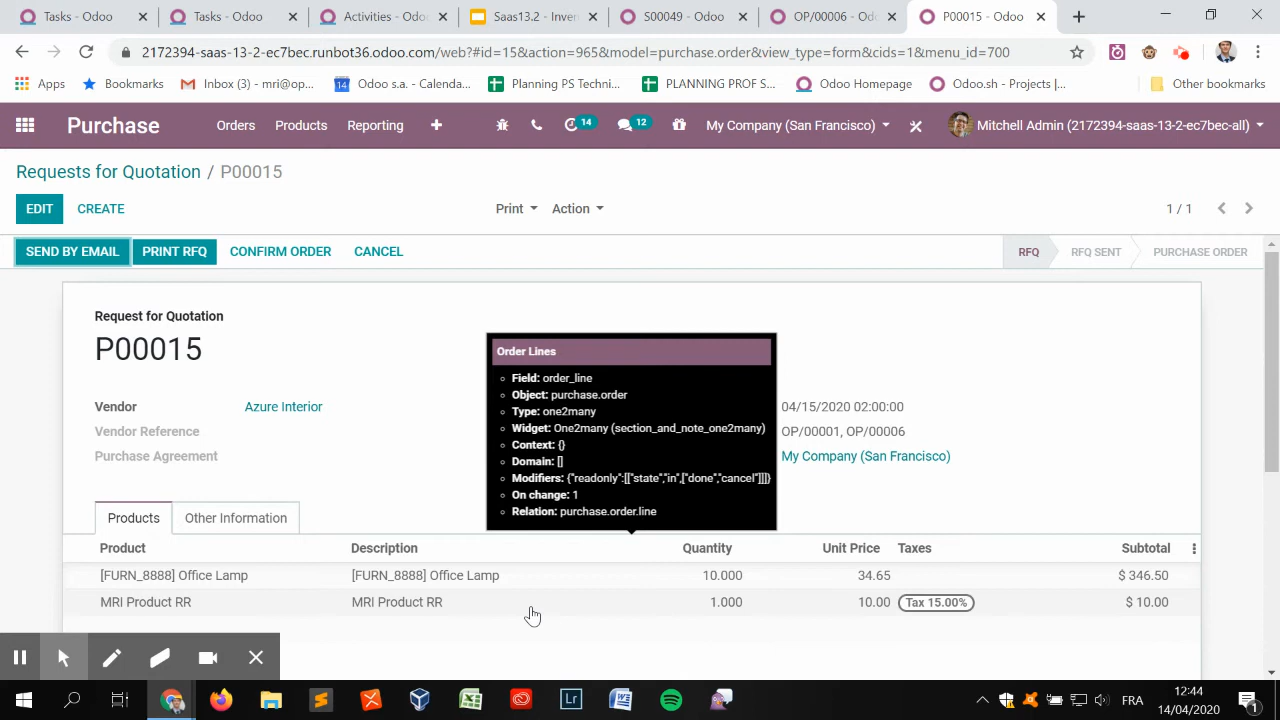 Tasks - Odoo
Tasks - Odoo
Activities - Odoo
Saas13.2 - Inven
S00049 - Odoo
OP/00006 - Odoo
P00015 - Odoo
2172394-saas-13-2-ec7bec.runbot36.odoo.com/web?#id=15&action=965&model=purchase.order&view_type=form&cids=1&menu_id=700
Apps
Bookmarks
Inbox (3) - mri@op...
Odoo s.a. - Calenda...
Planning PS Techni...
PLANNING PROF S...
Odoo Homepage
Odoo.sh - Projects |...
Other bookmarks
Purchase
Orders
Products
Reporting
14
12
My Company (San Francisco)
Mitchell Admin (2172394-saas-13-2-ec7bec-all)
Requests for Quotation / P00015
EDIT
CREATE
Print
Action
1 / 1
SEND BY EMAIL
PRINT RFQ
CONFIRM ORDER
CANCEL
RFQ
RFQ SENT
PURCHASE ORDER
Request for Quotation
P00015
Vendor
Azure Interior
04/15/2020 02:00:00
Vendor Reference
OP/00001, OP/00006
Purchase Agreement
My Company (San Francisco)
Order Lines
Field: order_line
Object: purchase.order
Type: one2many
Widget: One2many (section_and_note_one2many)
Context: {}
Domain: []
Modifiers: {"readonly":[["state","in",["done","cancel"]]]}
On change: 1
Relation: purchase.order.line
Products
Other Information
Product Description Quantity Unit Price Taxes Subtotal
[FURN_8888] Office Lamp [FURN_8888] Office Lamp 10.000 34.65 $ 346.50
MRI Product RR MRI Product RR 1.000 10.00 Tax 15.00% $ 10.00
FRA
12:44
14/04/2020
1